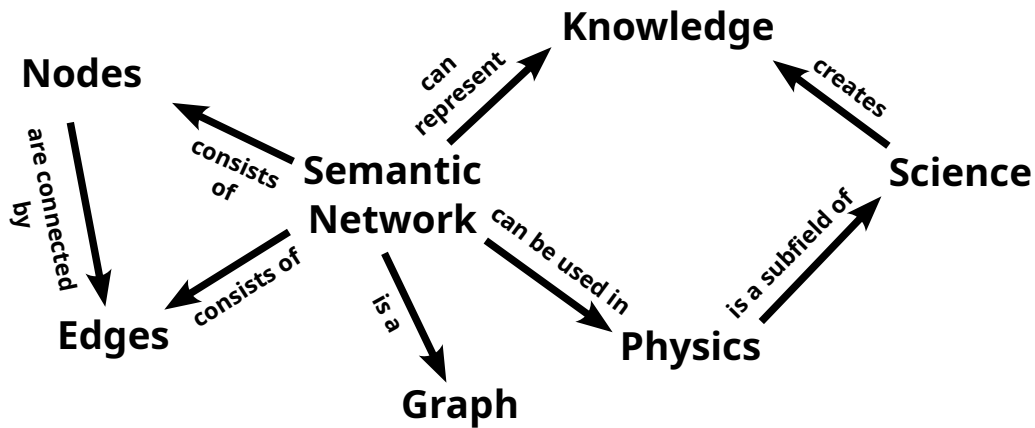 Knowledge
Nodes
can
represent
creates
consists
of
are connected
by
Semantic
Network
Science
can be used in
is a subfield of
consists of
is a
Edges
Physics
Graph